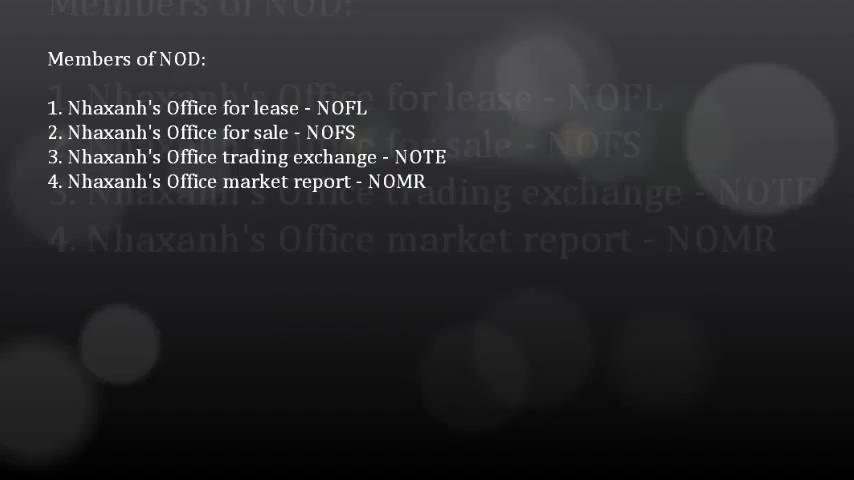 Members of NOD:
1. Nhaxanh's Office for lease - NOFL
2. Nhaxanh's Office for sale - NOFS
3. Nhaxanh's Office trading exchange - NOTE
4. Nhaxanh's Office market report - NOMR